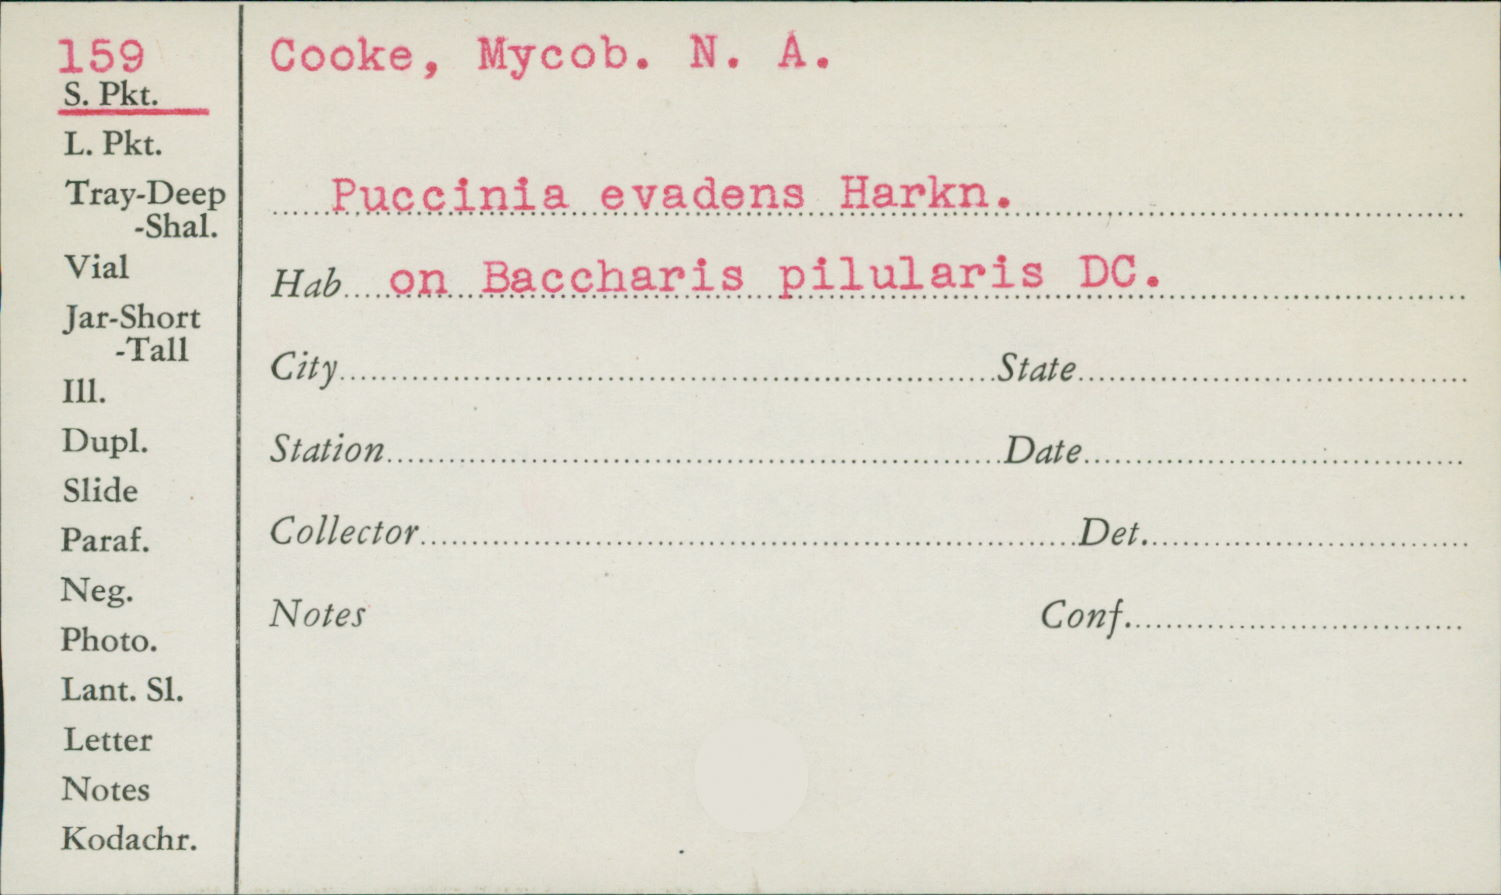 159
S. Pkt.
L. Pkt.
Tray-Deep
-Shal.
Vial
Jar-Short
-Tall
Ill.
Dupl.
Slide
Paraf.
Neg.
Photo.
Lant. Sl.
Letter
Notes
Kodachr.
Cooke, Mycob. N. A.
Puccinia evadens Harkn.
Hab on Baccharis pilularis DC.
City State
Station Date
Collector Det.
Notes Conf.